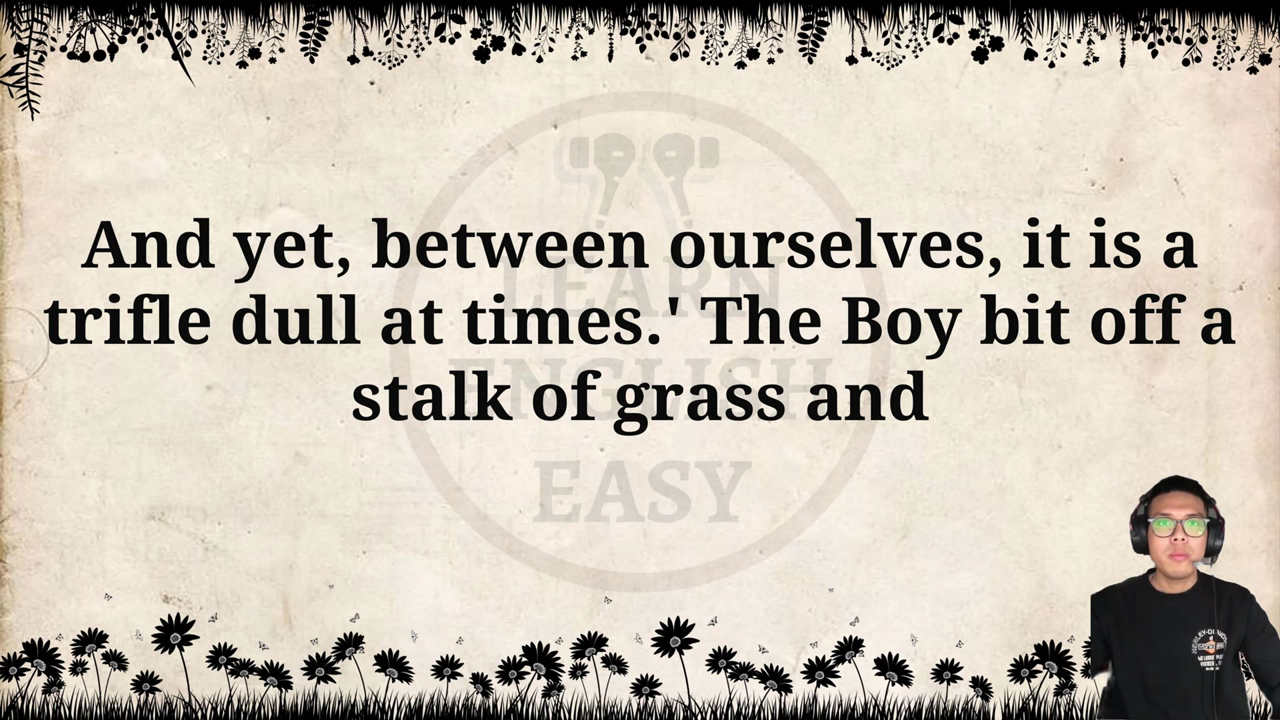 And yet, between ourselves, it is a
trifle dull at times.' The Boy bit off a
stalk of grass and
LEARN
ENGLISH
EASY